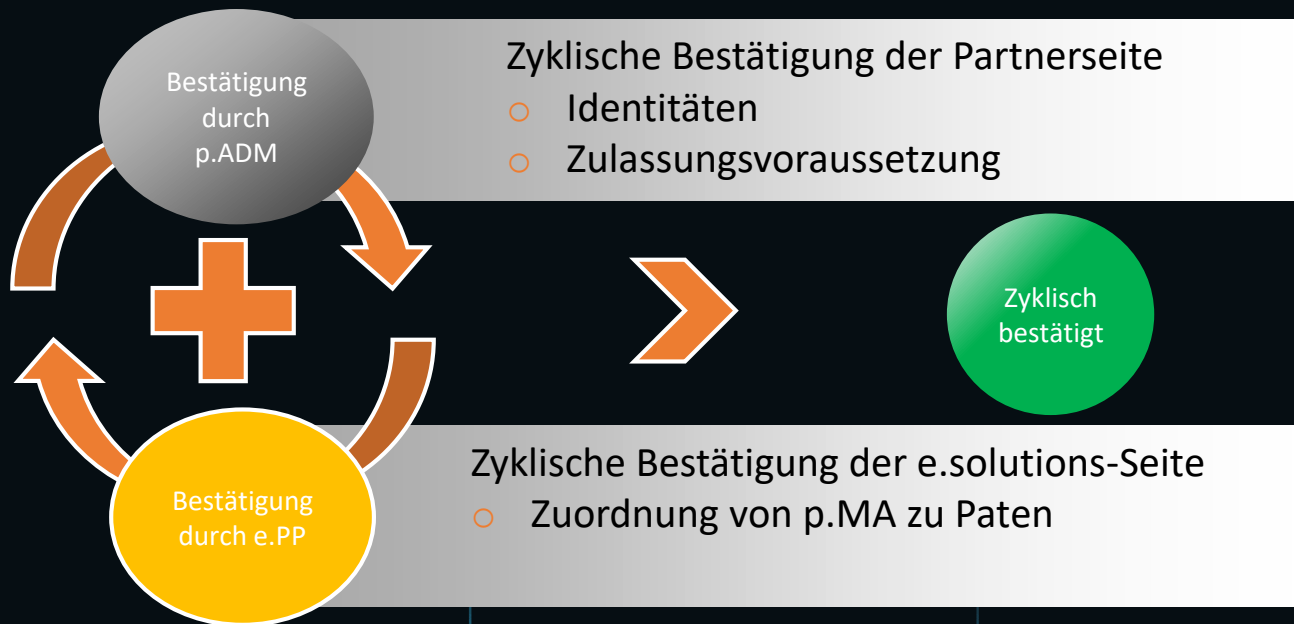 Bestätigung
durch
p.ADM
Zyklische Bestätigung der Partnerseite
Identitäten
Zulassungsvoraussetzung
Zyklisch
bestätigt
Bestätigung
durch e.PP
Zyklische Bestätigung der e.solutions-Seite
Zuordnung von p.MA zu Paten